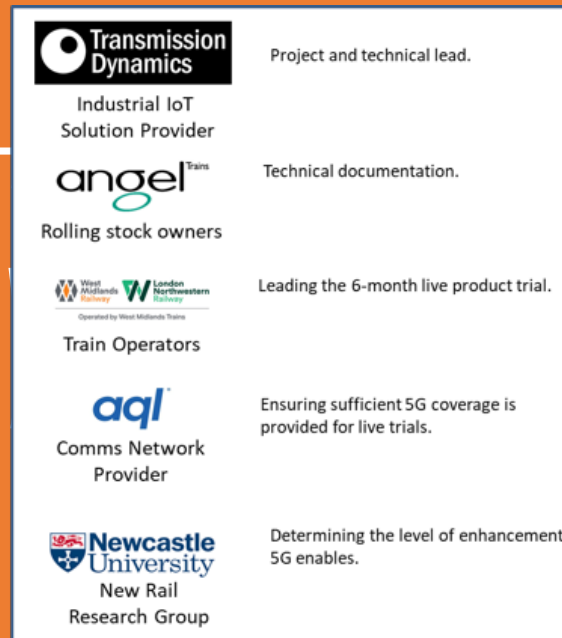 Transmission
Dynamics
Project and technical lead.
Industrial IoT
Solution Provider
angel Trains
Technical documentation.
Rolling stock owners
West
Midlands
Railway
London
Northwestern
Railway
Operated by West Midlands Trains
Leading the 6-month live product trial.
Train Operators
aql
Ensuring sufficient 5G coverage is
provided for live trials.
Comms Network
Provider
Newcastle
University
Determining the level of enhancement
5G enables.
New Rail
Research Group